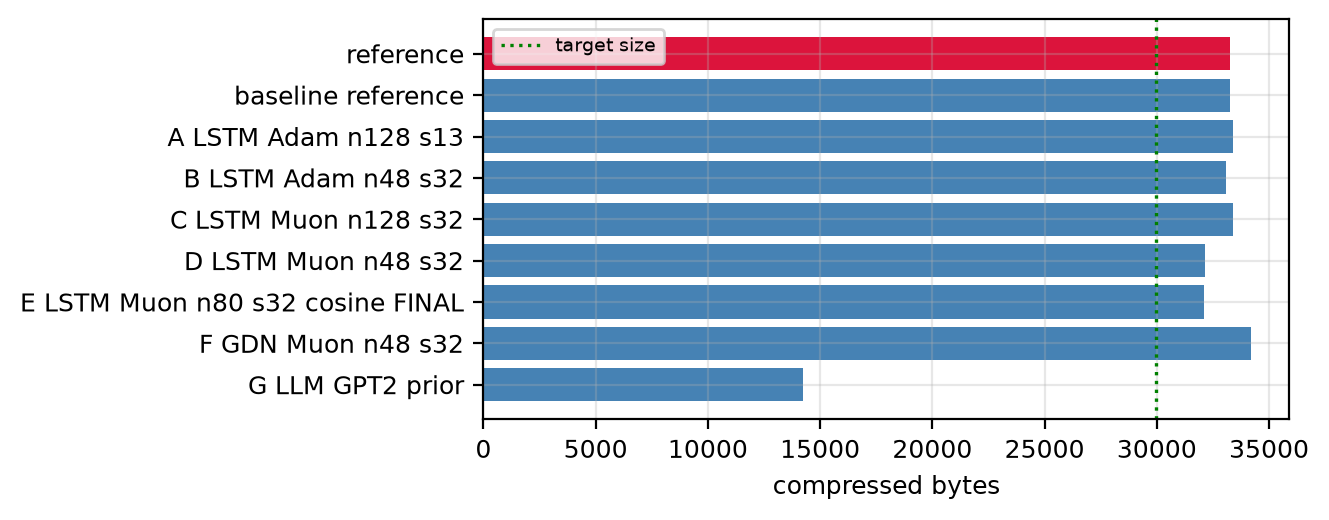 target size
reference
baseline reference
A LSTM Adam n128 s13
B LSTM Adam n48 s32
C LSTM Muon n128 s32
D LSTM Muon n48 s32
E LSTM Muon n80 s32 cosine FINAL
F GDN Muon n48 s32
G LLM GPT2 prior
0 5000 10000 15000 20000 25000 30000 35000
compressed bytes